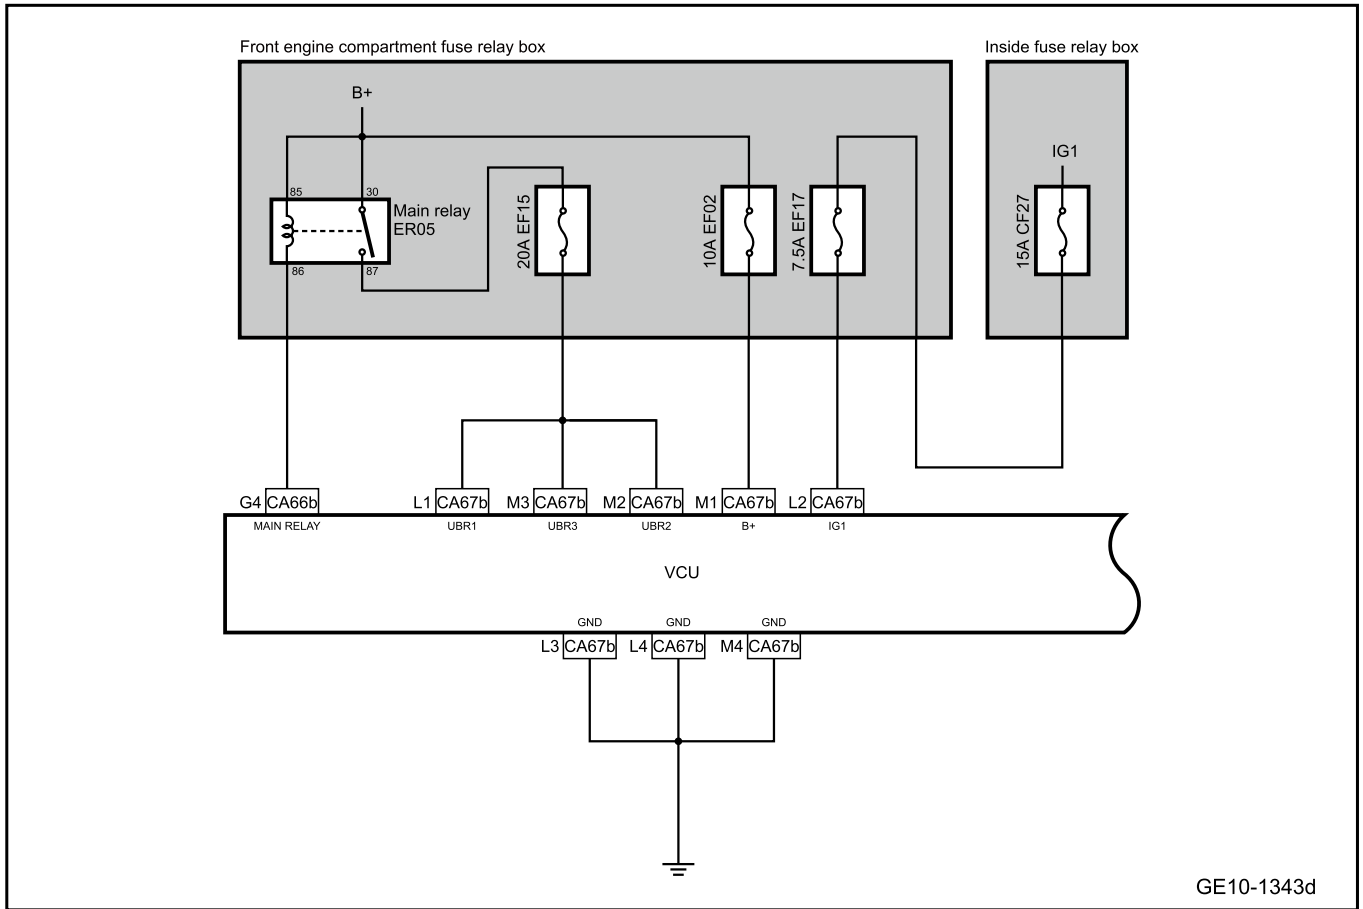 Front engine compartment fuse relay box
Inside fuse relay box
B+
IG1
85
30
Main relay
ER05
86
87
20A EF15
10A EF02
7.5A EF17
15A CF27
G4 CA66b
L1 CA67b
M3 CA67b
M2 CA67b
M1 CA67b
L2 CA67b
MAIN RELAY
UBR1
UBR3
UBR2
B+
IG1
VCU
GND
GND
GND
L3 CA67b
L4 CA67b
M4 CA67b
GE10-1343d